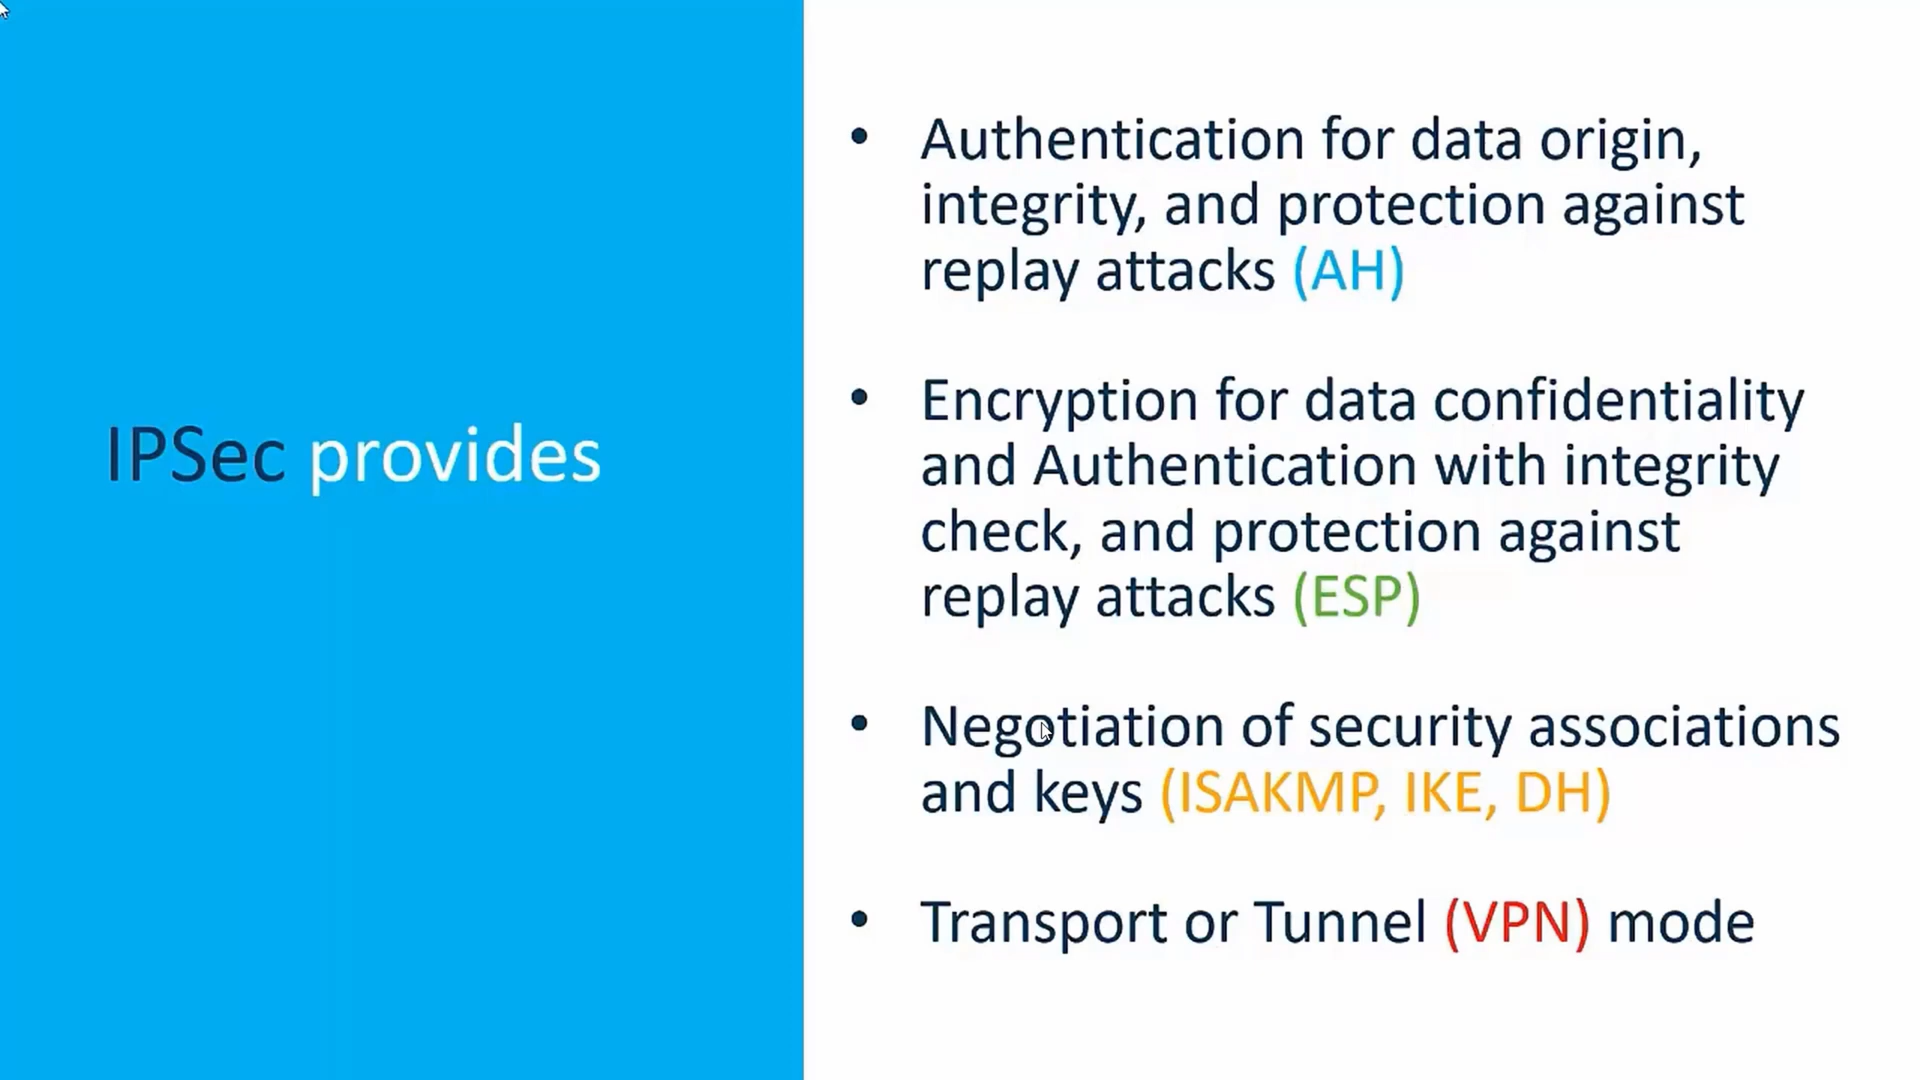 IPSec provides
• Authentication for data origin,
integrity, and protection against
replay attacks (AH)
• Encryption for data confidentiality
and Authentication with integrity
check, and protection against
replay attacks (ESP)
• Negotiation of security associations
and keys (ISAKMP, IKE, DH)
• Transport or Tunnel (VPN) mode